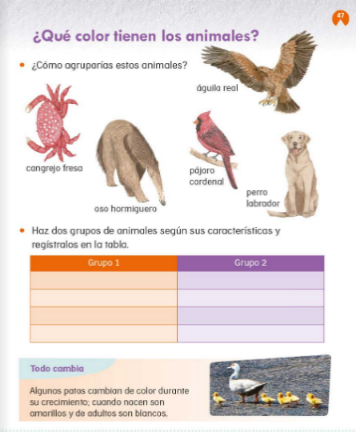 47
¿Qué color tienen los animales?
¿Cómo agruparías estos animales?
águila real
cangrejo fresa
pájaro
cardenal
perro
labrador
oso hormiguero
Haz dos grupos de animales según sus características y
regístralos en la tabla.
Grupo 1
Grupo 2
Todo cambia
Algunos patos cambian de color durante
su crecimiento; cuando nacen son
amarillos y de adultos son blancos.